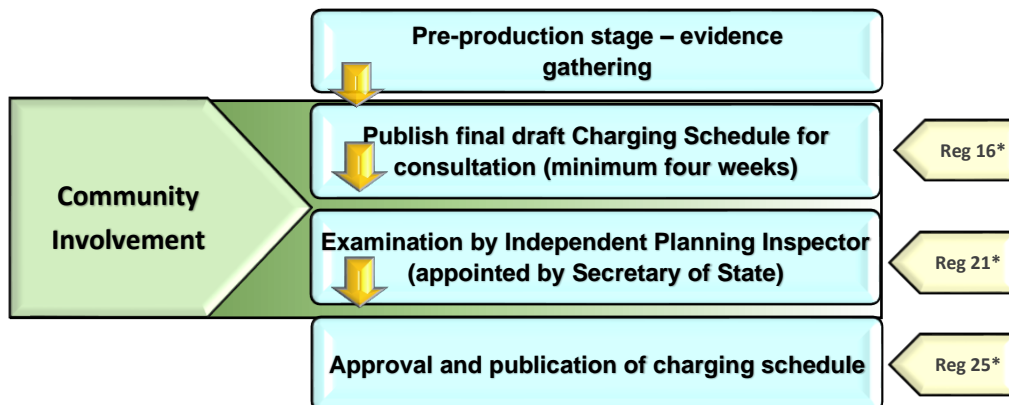 Pre-production stage – evidence
gathering
Publish final draft Charging Schedule for
consultation (minimum four weeks)
Reg 16*
Community
Involvement
Examination by Independent Planning Inspector
(appointed by Secretary of State)
Reg 21*
Approval and publication of charging schedule
Reg 25*